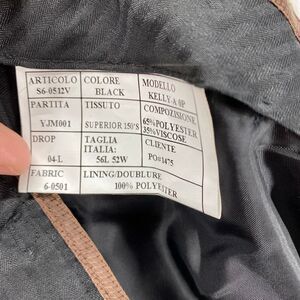 ARTICOLO COLORE MODELLO
S6-0512V BLACK KELLY-A 0P
PARTITA TISSUTO COMPOZISIONE
YJM001 SUPERIOR 150'S 65%POLYESTER
35%VISCOSE
DROP TAGLIA CLIENTE
04-L ITALIA: PO#1475
56L 52W
FABRIC LINING/DOUBLURE
6-0501 100% POLYESTER